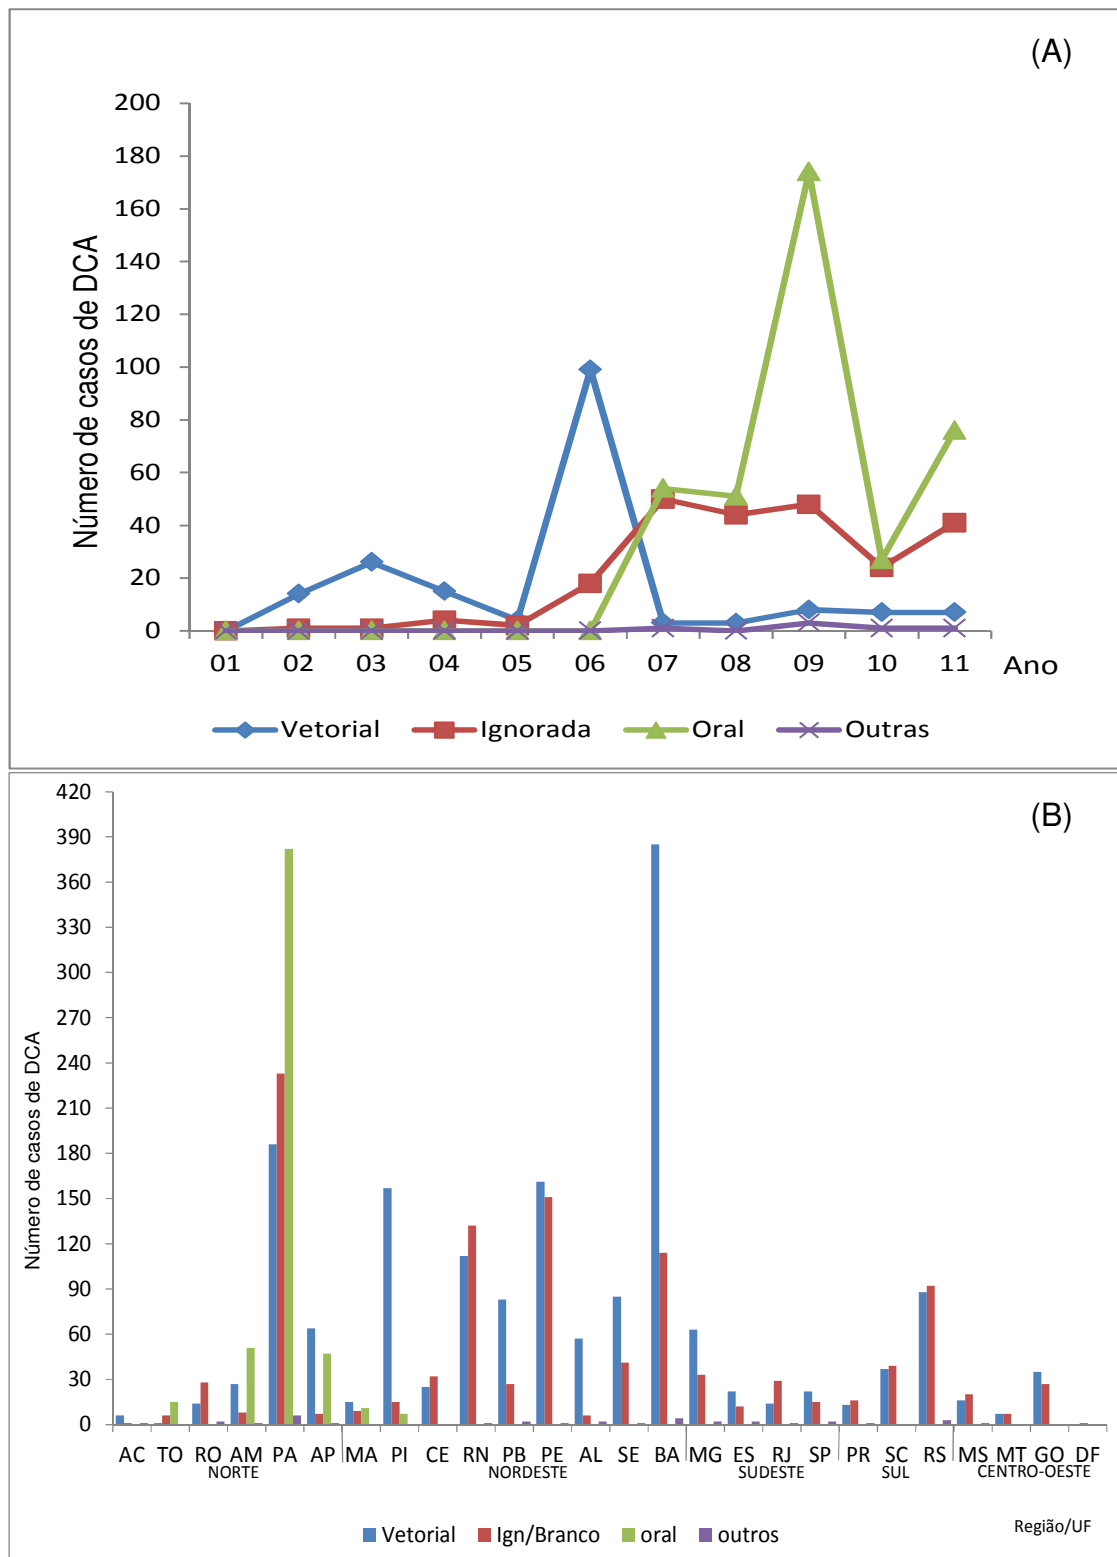 (A)
Número de casos de DCA
200
180
160
140
120
100
80
60
40
20
0
01 02 03 04 05 06 07 08 09 10 11 Ano
Vetorial Ignorada Oral Outras
(B)
Número de casos de DCA
420
390
360
330
300
270
240
210
180
150
120
90
60
30
0
AC TO RO AM PA AP MA PI CE RN PB PE AL SE BA MG ES RJ SP PR SC RS MS MT GO DF
NORTE NORDESTE SUDESTE SUL CENTRO-OESTE
Região/UF
Vetorial Ign/Branco oral outros